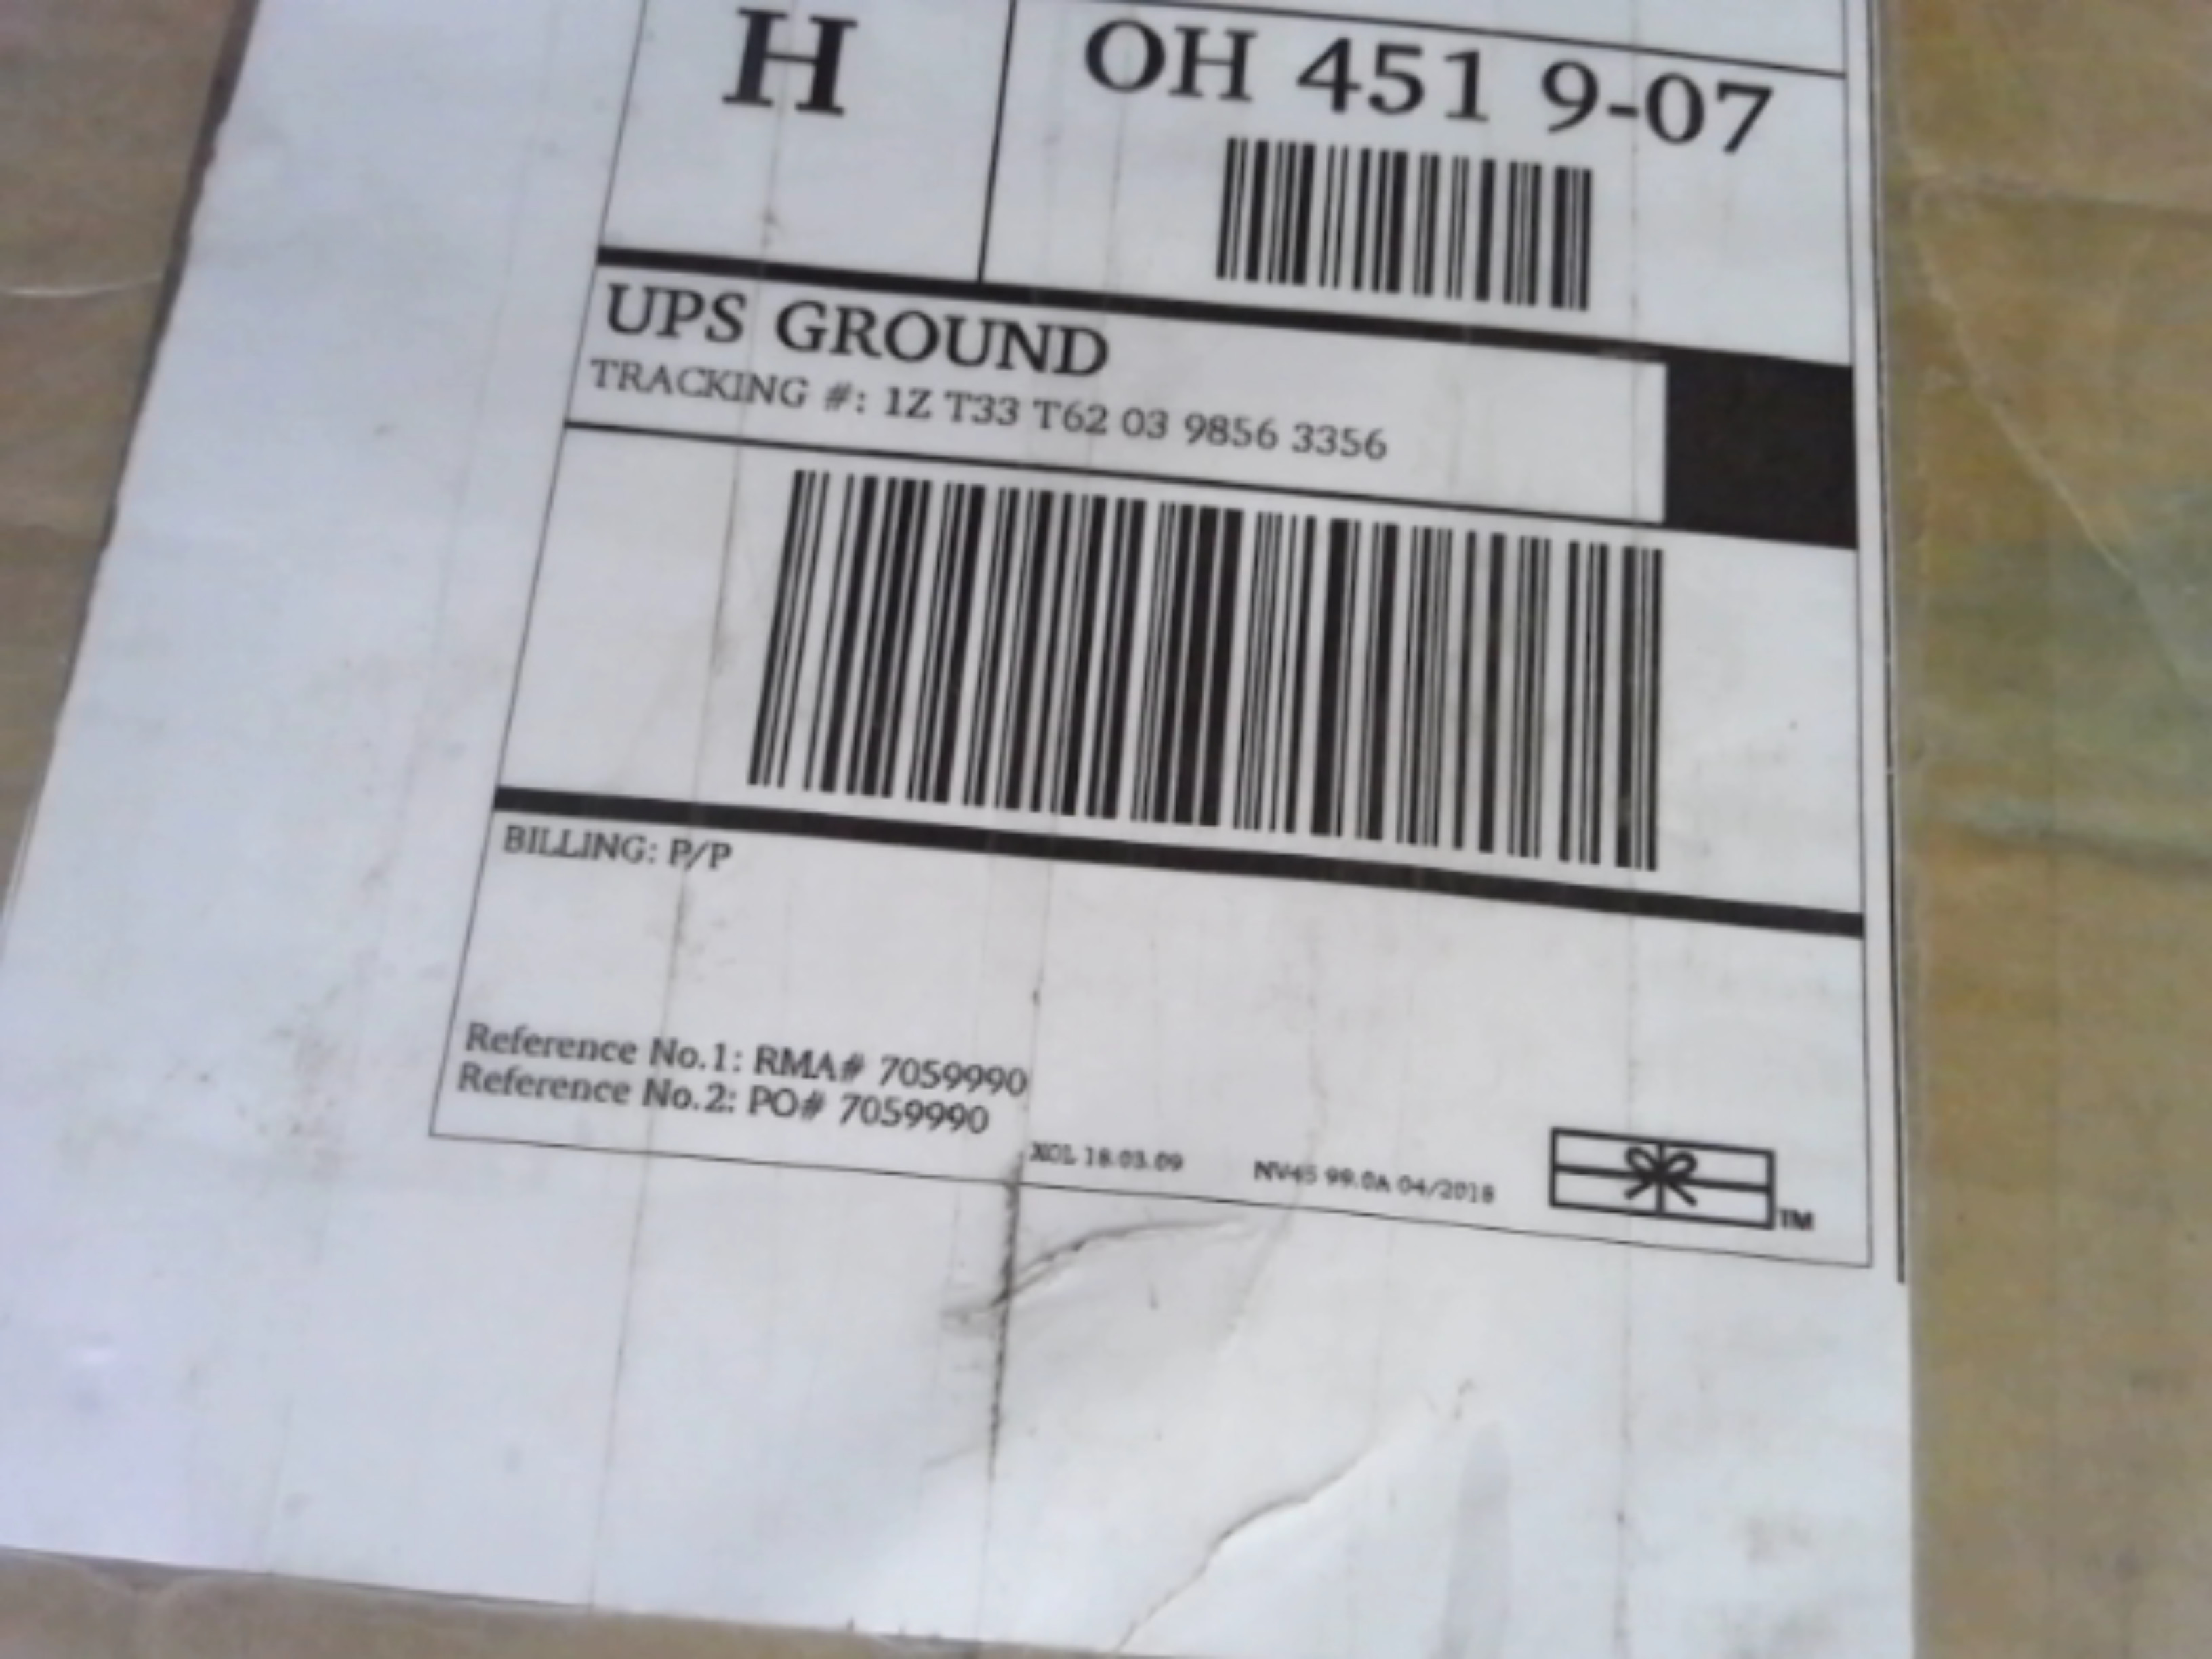 H
OH 451 9-07
UPS GROUND
TRACKING #: 1Z T33 T62 03 9856 3356
BILLING: P/P
Reference No.1: RMA# 7059990
Reference No.2: PO# 7059990
XOL 18.03.09
NV45 99.0A 04/2018
TM